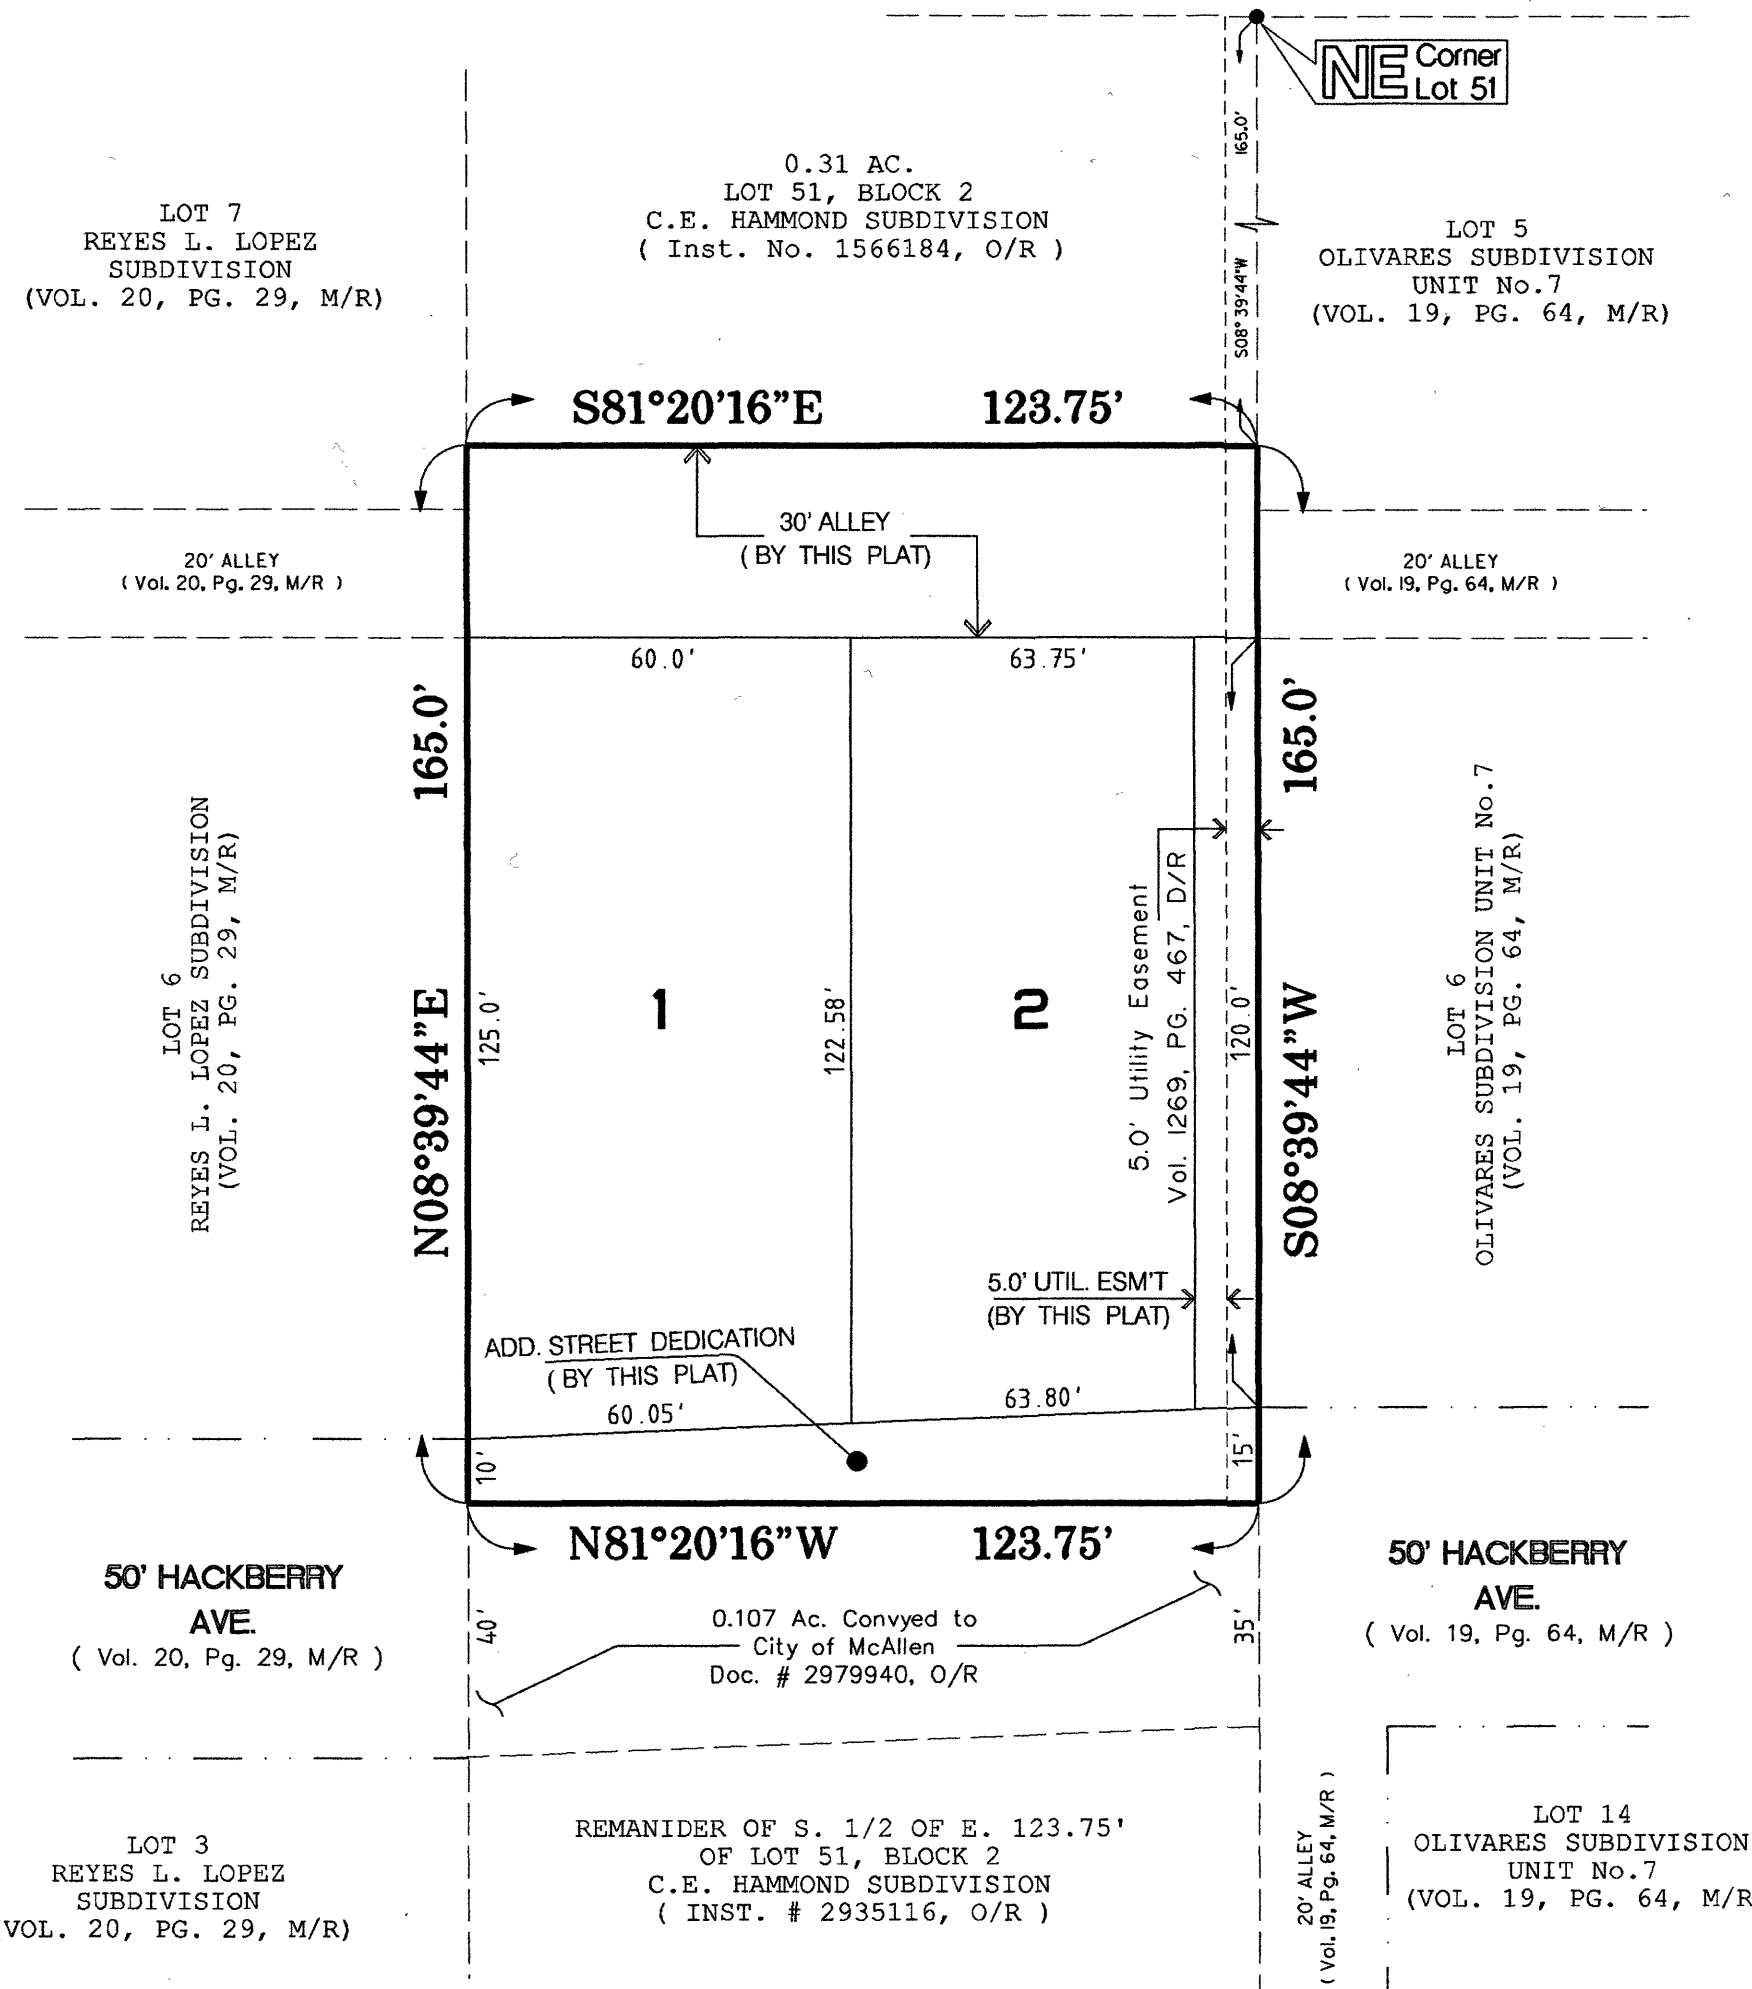 NE Corner
Lot 51
165.0'
S08°39'44"W
0.31 AC.
LOT 51, BLOCK 2
C.E. HAMMOND SUBDIVISION
( Inst. No. 1566184, O/R )
LOT 7
REYES L. LOPEZ
SUBDIVISION
(VOL. 20, PG. 29, M/R)
LOT 5
OLIVARES SUBDIVISION
UNIT No.7
(VOL. 19, PG. 64, M/R)
S81°20'16"E 123.75'
30' ALLEY
( BY THIS PLAT)
20' ALLEY
( Vol. 20, Pg. 29, M/R )
20' ALLEY
( Vol. 19, Pg. 64, M/R )
60.0'
63.75'
N08°39'44"E 165.0'
165.0'
S08°39'44"W
LOT 6
REYES L. LOPEZ SUBDIVISION
(VOL. 20, PG. 29, M/R)
125.0'
1
122.58'
2
5.0' Utility Easement
Vol. 1269, PG. 467, D/R
120.0'
LOT 6
OLIVARES SUBDIVISION UNIT No.7
(VOL. 19, PG. 64, M/R)
5.0' UTIL. ESM'T
(BY THIS PLAT)
ADD. STREET DEDICATION
( BY THIS PLAT)
60.05'
63.80'
10'
15'
N81°20'16"W 123.75'
50' HACKBERRY
AVE.
( Vol. 20, Pg. 29, M/R )
40'
0.107 Ac. Convyed to
City of McAllen
Doc. # 2979940, O/R
35'
50' HACKBERRY
AVE.
( Vol. 19, Pg. 64, M/R )
LOT 3
REYES L. LOPEZ
SUBDIVISION
VOL. 20, PG. 29, M/R)
REMANIDER OF S. 1/2 OF E. 123.75'
OF LOT 51, BLOCK 2
C.E. HAMMOND SUBDIVISION
( INST. # 2935116, O/R )
20' ALLEY
( Vol. 19, Pg. 64, M/R )
LOT 14
OLIVARES SUBDIVISION
UNIT No.7
(VOL. 19, PG. 64, M/R